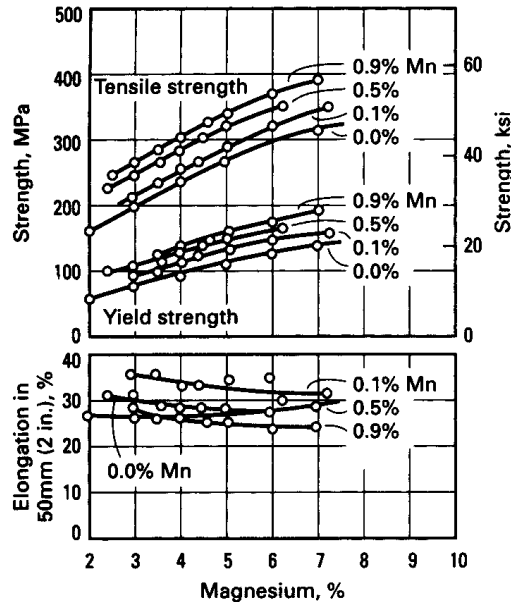 500
400
300
200
100
0
Strength, MPa
60
40
20
0
Strength, ksi
Tensile strength
0.9% Mn
0.5%
0.1%
0.0%
Yield strength
0.9% Mn
0.5%
0.1%
0.0%
40
30
20
10
0
Elongation in
50mm (2 in.), %
0.1% Mn
0.5%
0.9%
0.0% Mn
2 3 4 5 6 7 8 9 10
Magnesium, %